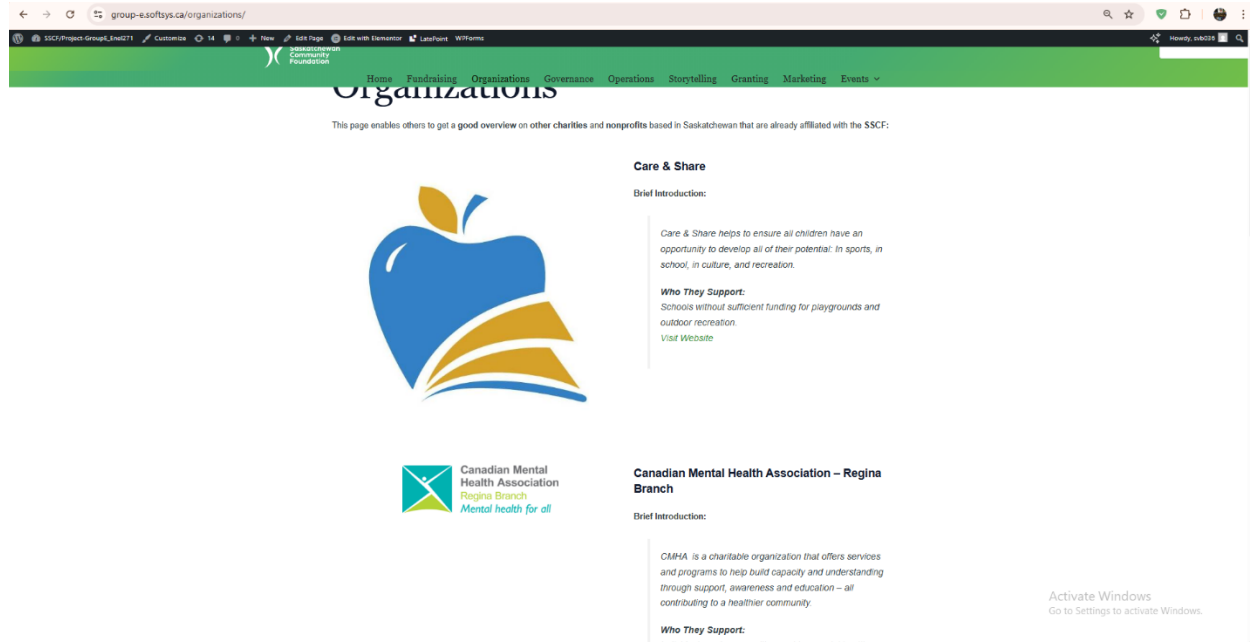 group-e.softsys.ca/organizations/
SSCF/Project-GroupE_Enel271 Customize 14 0 New Edit Page Edit with Elementor LatePoint WPForms Howdy, svb038
Saskatchewan
Community
Foundation
Home Fundraising Organizations Governance Operations Storytelling Granting Marketing Events
Organizations
This page enables others to get a good overview on other charities and nonprofits based in Saskatchewan that are already affiliated with the SSCF:
Care & Share
Brief Introduction:
Care & Share helps to ensure all children have an
opportunity to develop all of their potential: In sports, in
school, in culture, and recreation.
Who They Support:
Schools without sufficient funding for playgrounds and
outdoor recreation.
Visit Website
Canadian Mental
Health Association
Regina Branch
Mental health for all
Canadian Mental Health Association – Regina
Branch
Brief Introduction:
CMHA is a charitable organization that offers services
and programs to help build capacity and understanding
through support, awareness and education – all
contributing to a healthier community.
Who They Support:
Activate Windows
Go to Settings to activate Windows.